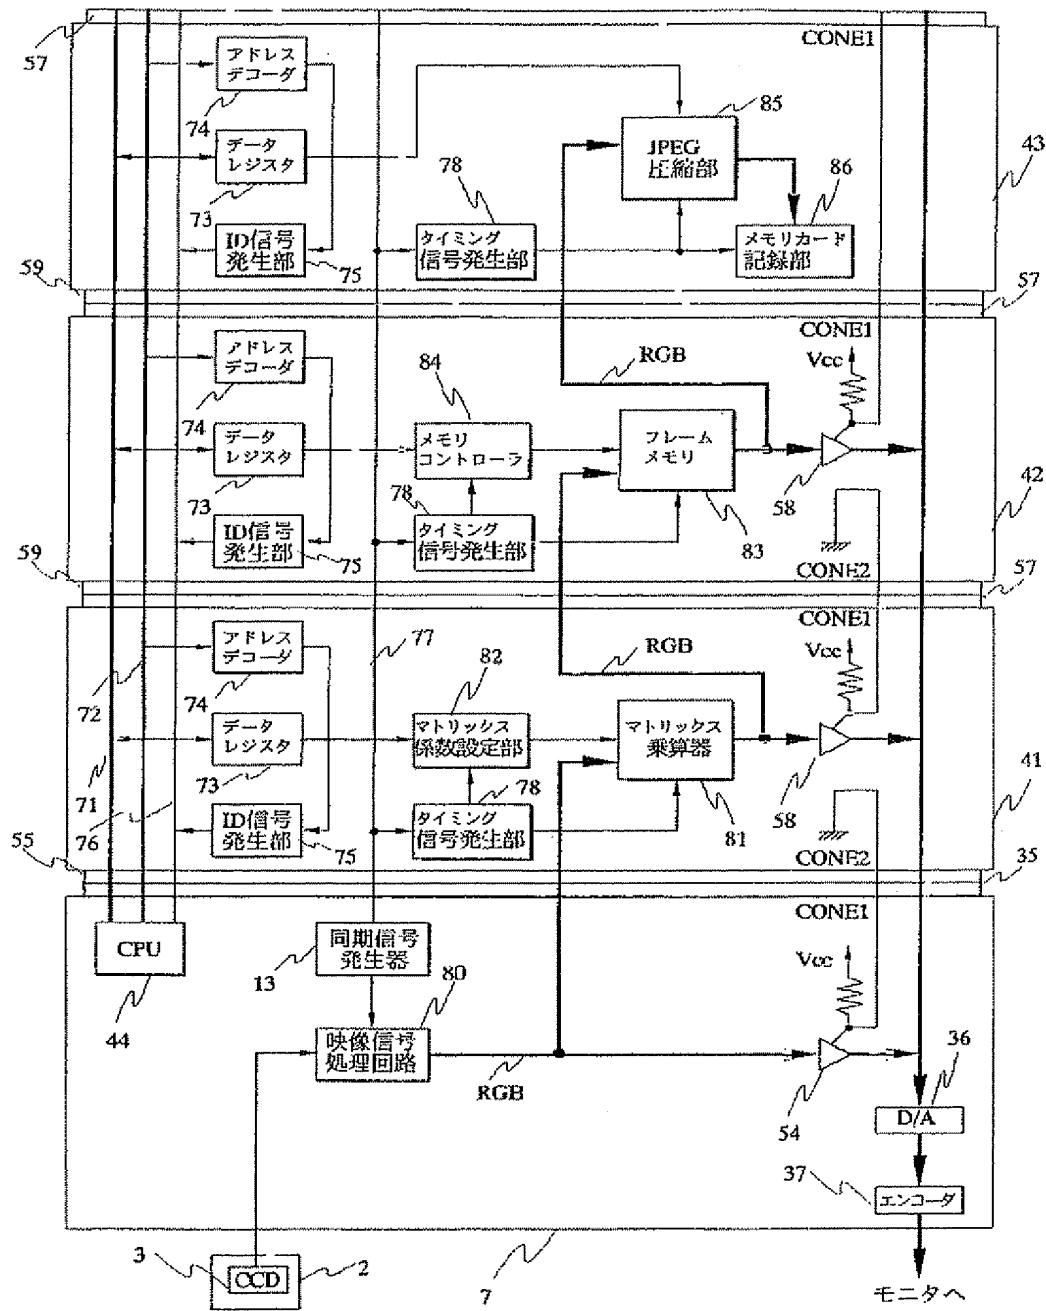 57
CONE1
アドレス
デコーダ
74
85
データ
レジスタ
73
JPEG
圧縮部
43
78
86
ID信号
発生部
75
タイミング
信号発生部
メモリカード
記録部
59
57
CONE1
アドレス
デコーダ
74
84
RGB
Vcc
データ
レジスタ
73
メモリ
コントローラ
フレーム
メモリ
58
42
78
ID信号
発生部
75
タイミング
信号発生部
83
59
CONE2
57
CONE1
アドレス
デコーダ
74
77
82
RGB
Vcc
72
データ
レジスタ
73
マトリックス
係数設定部
マトリックス
乗算器
58
41
71
76
78
ID信号
発生部
75
タイミング
信号発生部
81
55
CONE2
35
CONE1
CPU
44
同期信号
発生器
13
80
Vcc
映像信号
処理回路
RGB
54
36
D/A
37
エンコーダ
3
CCD
2
7
モニタへ